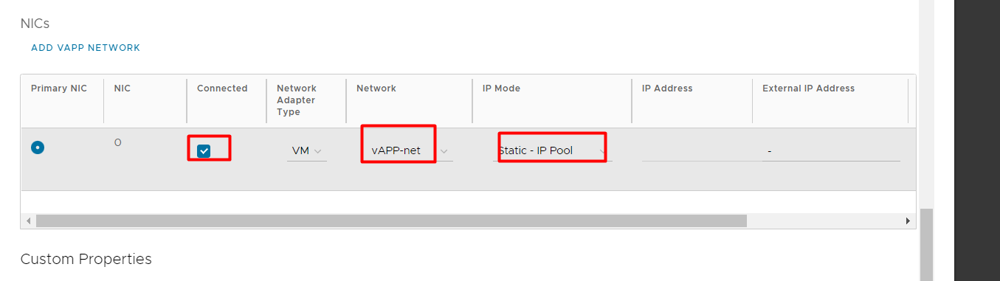 NICs
ADD VAPP NETWORK
Primary NIC NIC Connected Network Adapter Type Network IP Mode IP Address External IP Address
0 VM vAPP-net Static - IP Pool -
Custom Properties